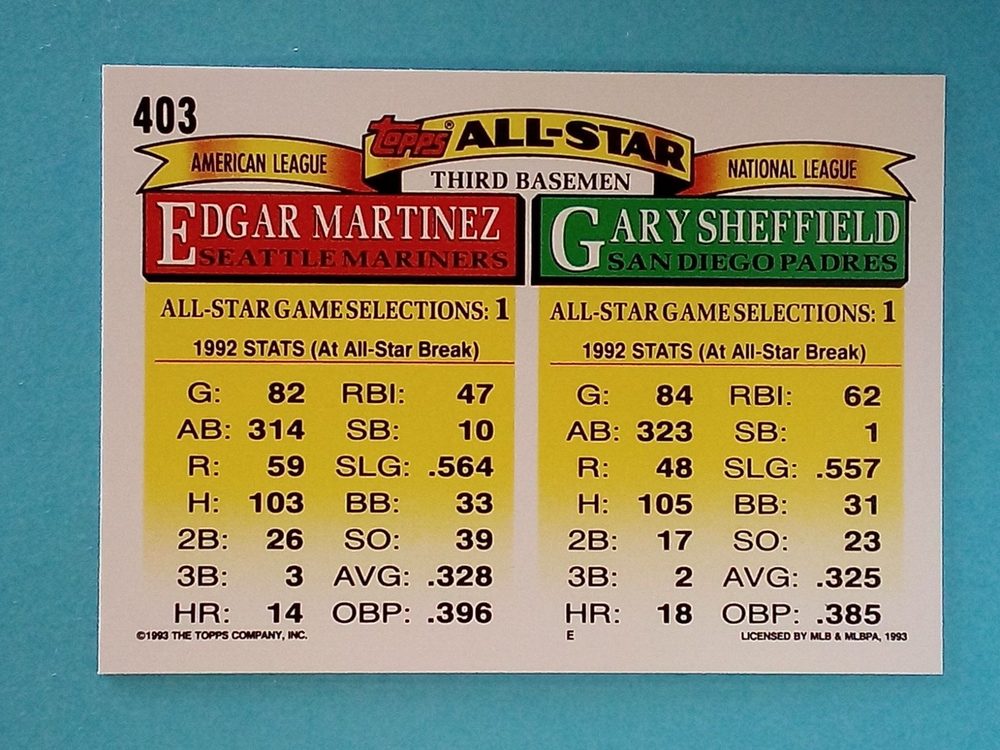 403
Topps® ALL-STAR
AMERICAN LEAGUE
NATIONAL LEAGUE
THIRD BASEMEN
EDGAR MARTINEZ
SEATTLE MARINERS
ALL-STAR GAME SELECTIONS: 1
1992 STATS (At All-Star Break)
G: 82 RBI: 47
AB: 314 SB: 10
R: 59 SLG: .564
H: 103 BB: 33
2B: 26 SO: 39
3B: 3 AVG: .328
HR: 14 OBP: .396
GARY SHEFFIELD
SAN DIEGO PADRES
ALL-STAR GAME SELECTIONS: 1
1992 STATS (At All-Star Break)
G: 84 RBI: 62
AB: 323 SB: 1
R: 48 SLG: .557
H: 105 BB: 31
2B: 17 SO: 23
3B: 2 AVG: .325
HR: 18 OBP: .385
©1993 THE TOPPS COMPANY, INC.
E
LICENSED BY MLB & MLBPA, 1993